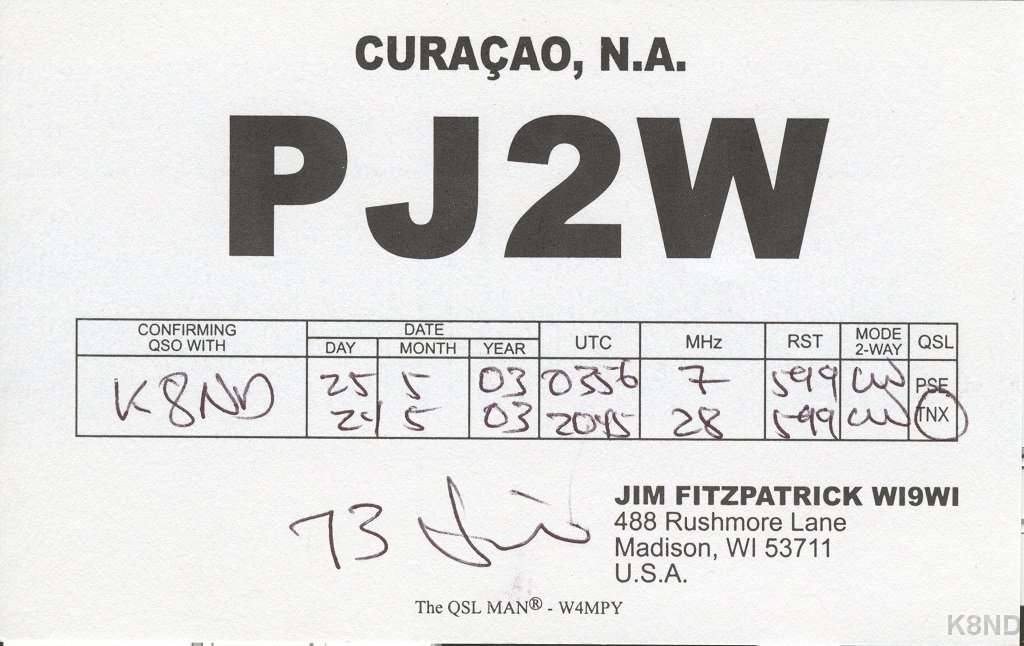 CURAÇAO, N.A.
PJ2W
CONFIRMING QSO WITH DATE UTC MHz RST MODE 2-WAY QSL
DAY MONTH YEAR
K8ND 25 5 03 0356 7 599 CW PSE
24 5 03 2045 28 599 CW TNX
73 Jim
JIM FITZPATRICK WI9WI
488 Rushmore Lane
Madison, WI 53711
U.S.A.
The QSL MAN® - W4MPY
K8ND